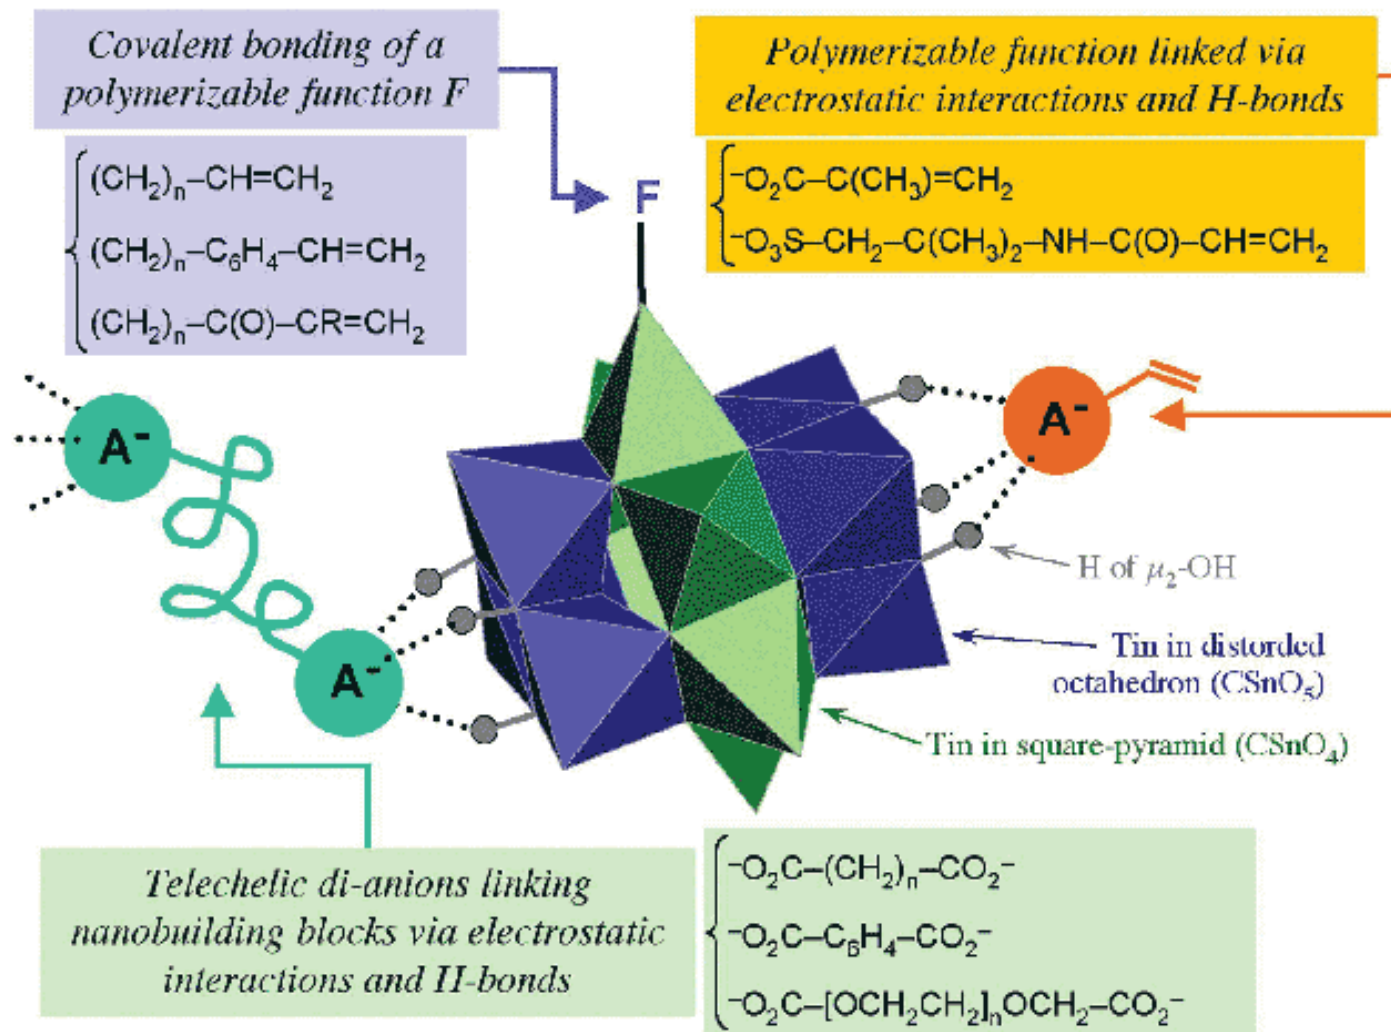 Covalent bonding of a
polymerizable function F
(CH₂)ₙ–CH=CH₂
(CH₂)ₙ–C₆H₄–CH=CH₂
(CH₂)ₙ–C(O)–CR=CH₂
Polymerizable function linked via
electrostatic interactions and H-bonds
⁻O₂C–C(CH₃)=CH₂
⁻O₃S–CH₂–C(CH₃)₂–NH–C(O)–CH=CH₂
F
A⁻
A⁻
A⁻
H of μ₂-OH
Tin in distorded
octahedron (CSnO₅)
Tin in square-pyramid (CSnO₄)
Telechelic di-anions linking
nanobuilding blocks via electrostatic
interactions and H-bonds
⁻O₂C–(CH₂)ₙ–CO₂⁻
⁻O₂C–C₆H₄–CO₂⁻
⁻O₂C–[OCH₂CH₂]ₙOCH₂–CO₂⁻